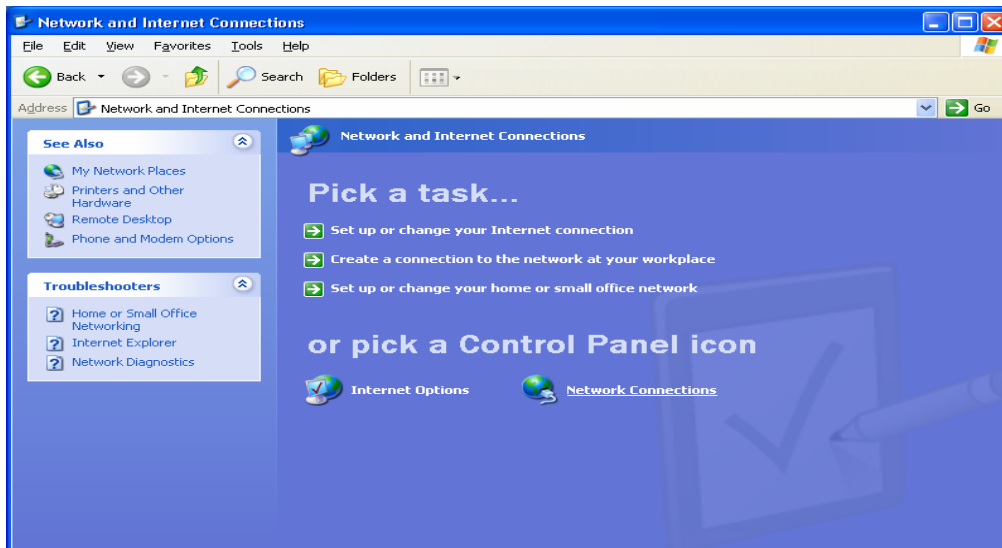 Network and Internet Connections
File Edit View Favorites Tools Help
Back Search Folders
Address Network and Internet Connections Go
See Also
My Network Places
Printers and Other
Hardware
Remote Desktop
Phone and Modem Options
Troubleshooters
Home or Small Office
Networking
Internet Explorer
Network Diagnostics
Network and Internet Connections
Pick a task...
Set up or change your Internet connection
Create a connection to the network at your workplace
Set up or change your home or small office network
or pick a Control Panel icon
Internet Options Network Connections